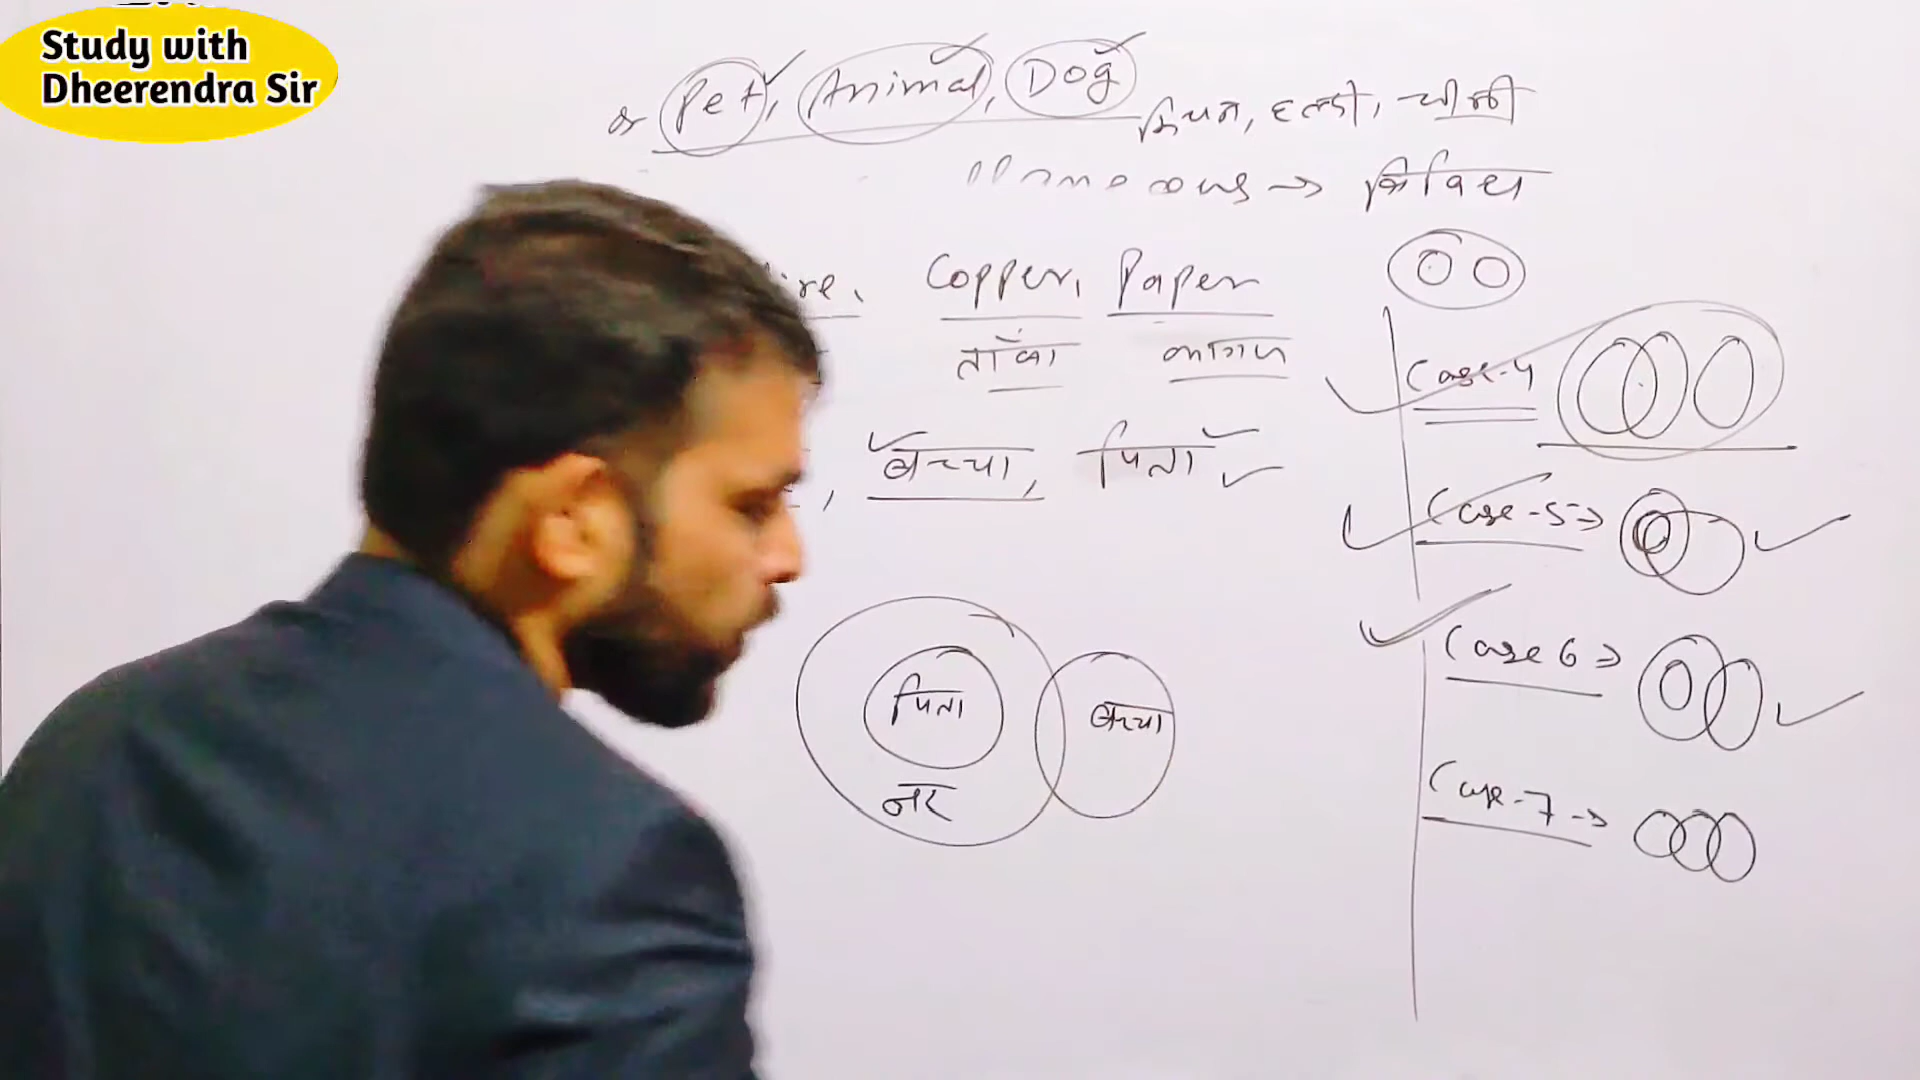 Study with
Dheerendra Sir
Pet, Animal, Dog
किचन, हल्दी,
Copper, Paper
तांबा कागज
Case-4
, बच्चा, पिता
Case-5→
Case 6→
पिता बच्चा
नर
Case-7→